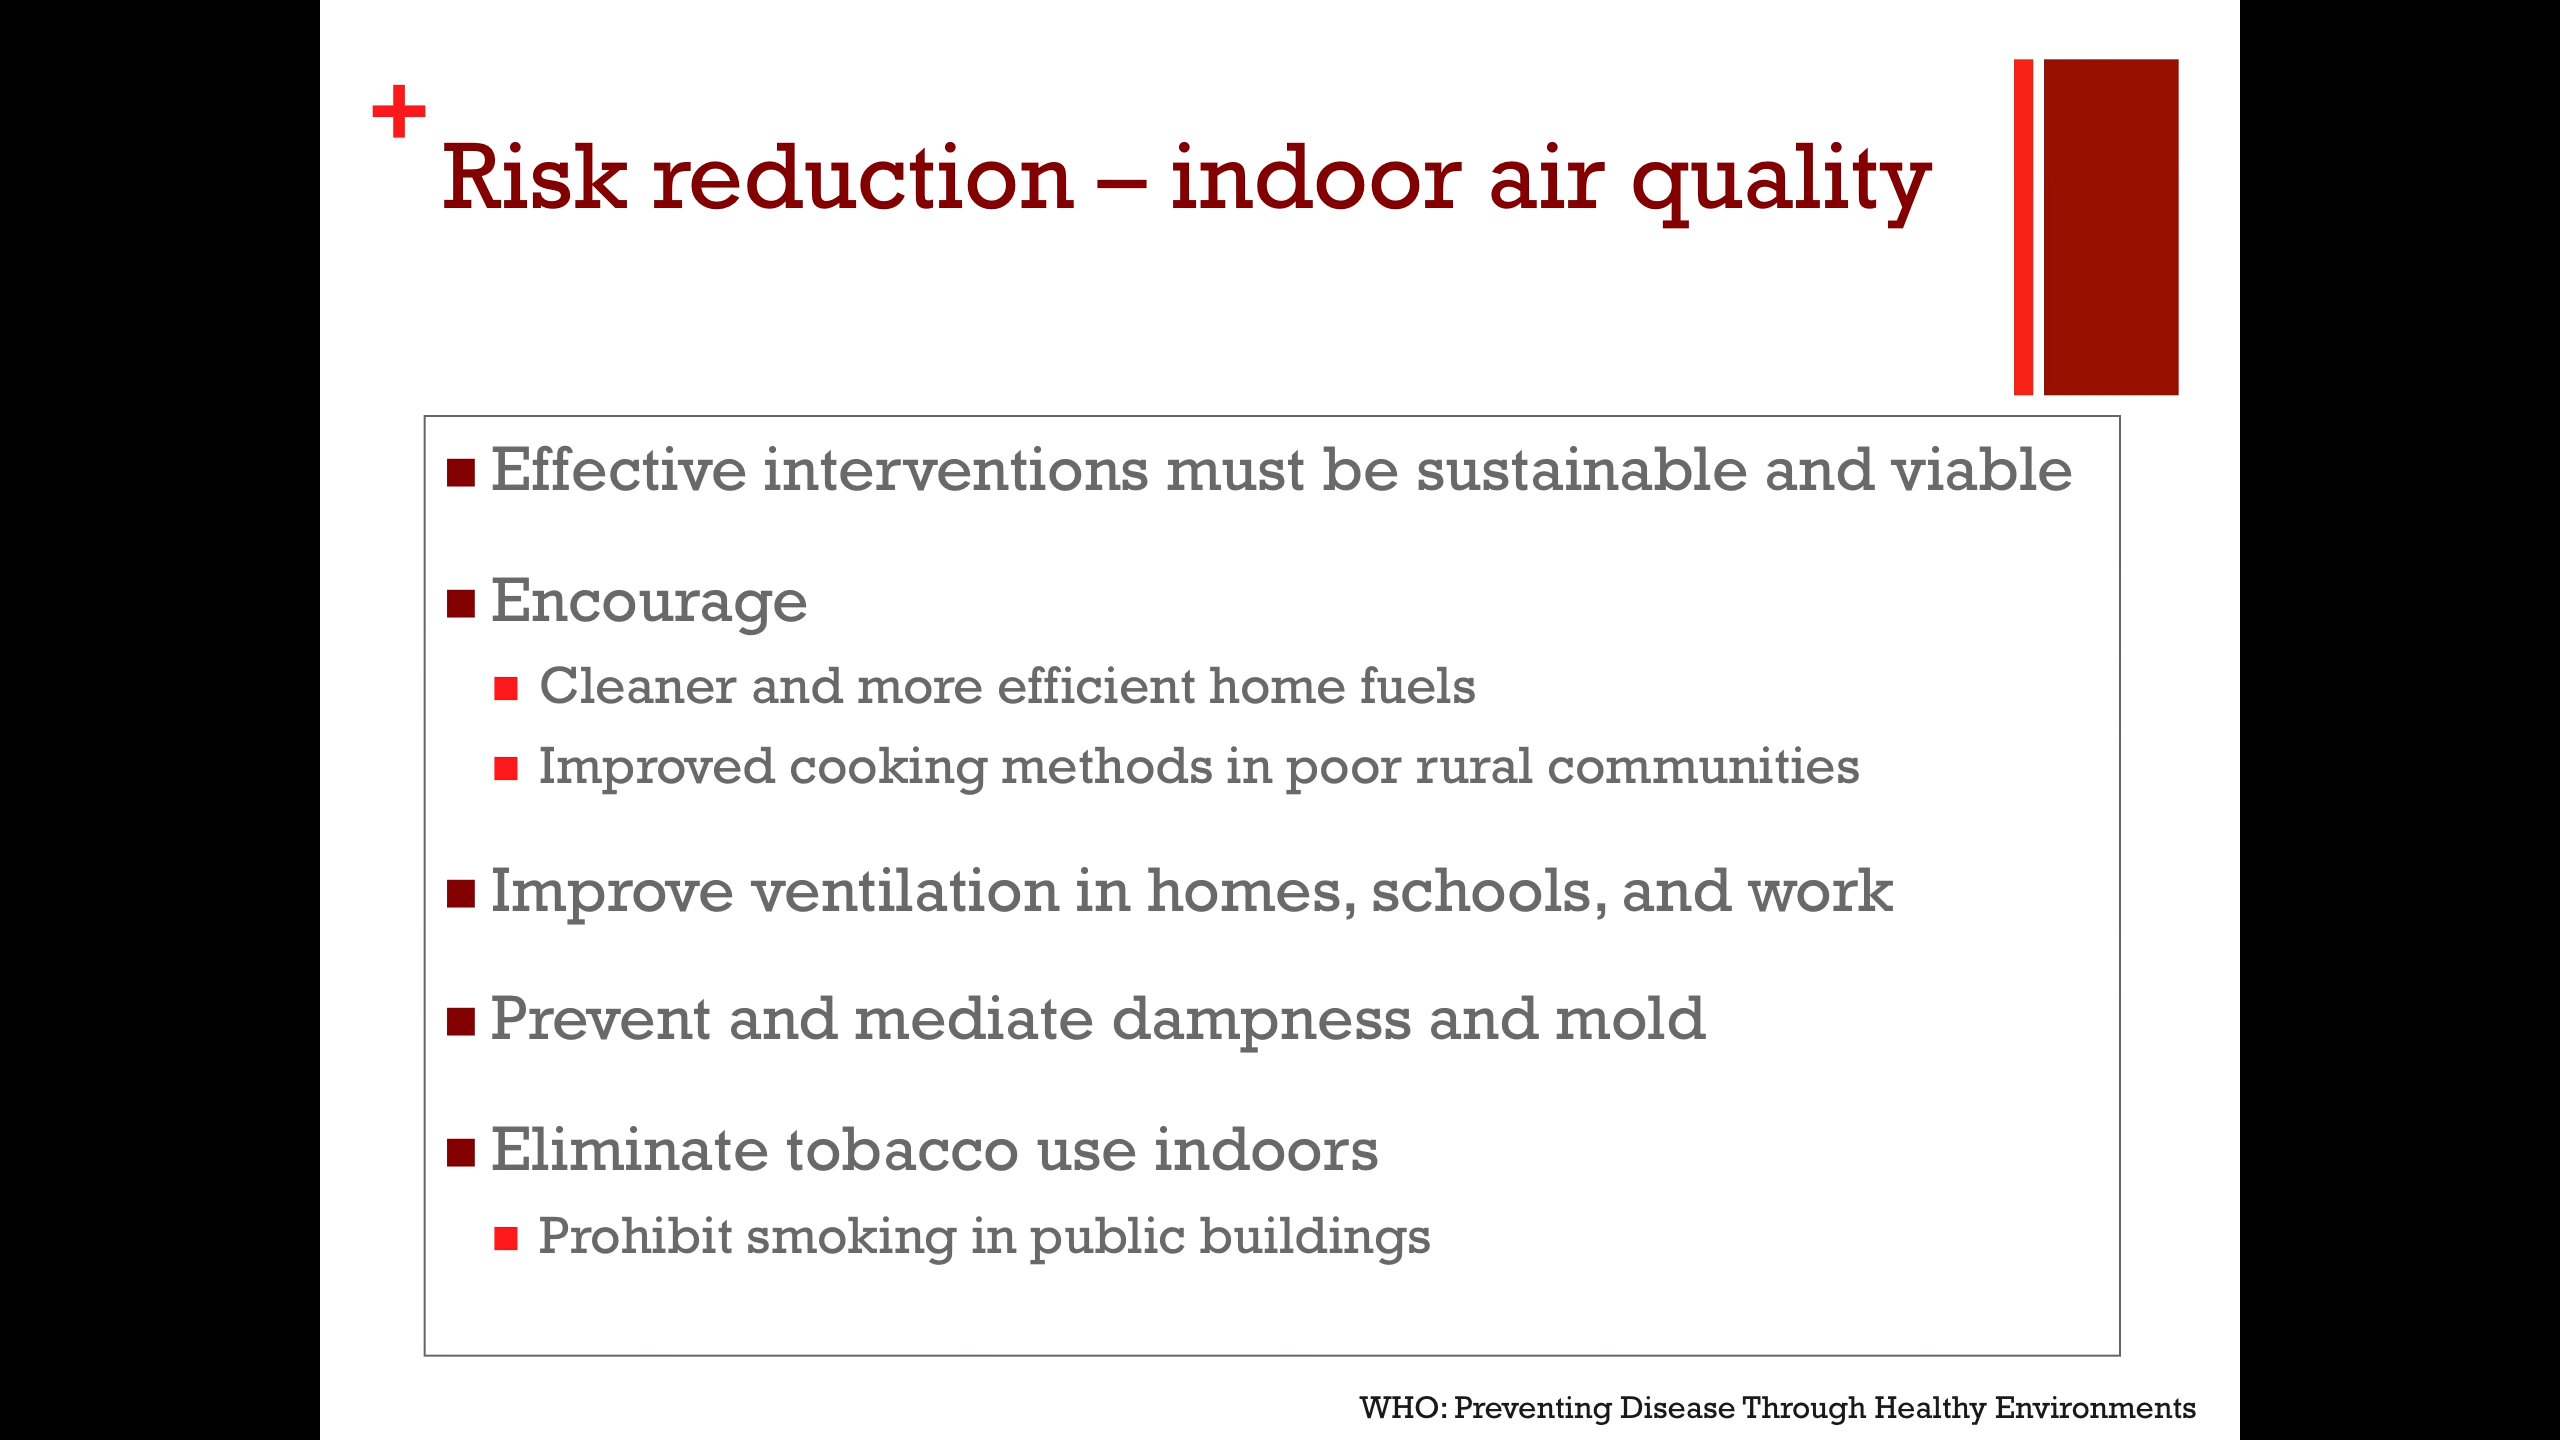 +
Risk reduction – indoor air quality
■ Effective interventions must be sustainable and viable
■ Encourage
■ Cleaner and more efficient home fuels
■ Improved cooking methods in poor rural communities
■ Improve ventilation in homes, schools, and work
■ Prevent and mediate dampness and mold
■ Eliminate tobacco use indoors
■ Prohibit smoking in public buildings
WHO: Preventing Disease Through Healthy Environments